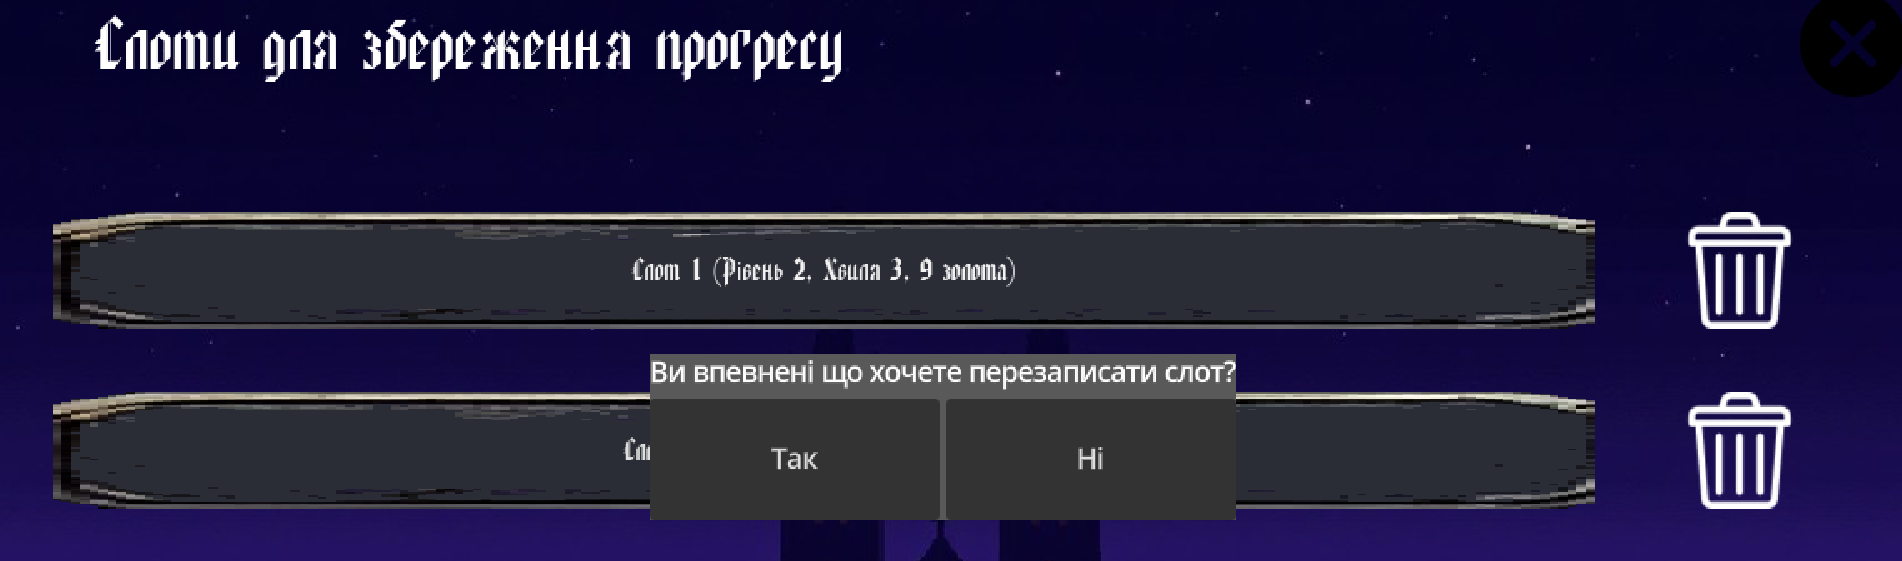 Слоти для збереження прогресу
Слот 1 (Рівень 2, Хвиля 3, 9 золота)
Ви впевнені що хочете перезаписати слот?
Так
Ні